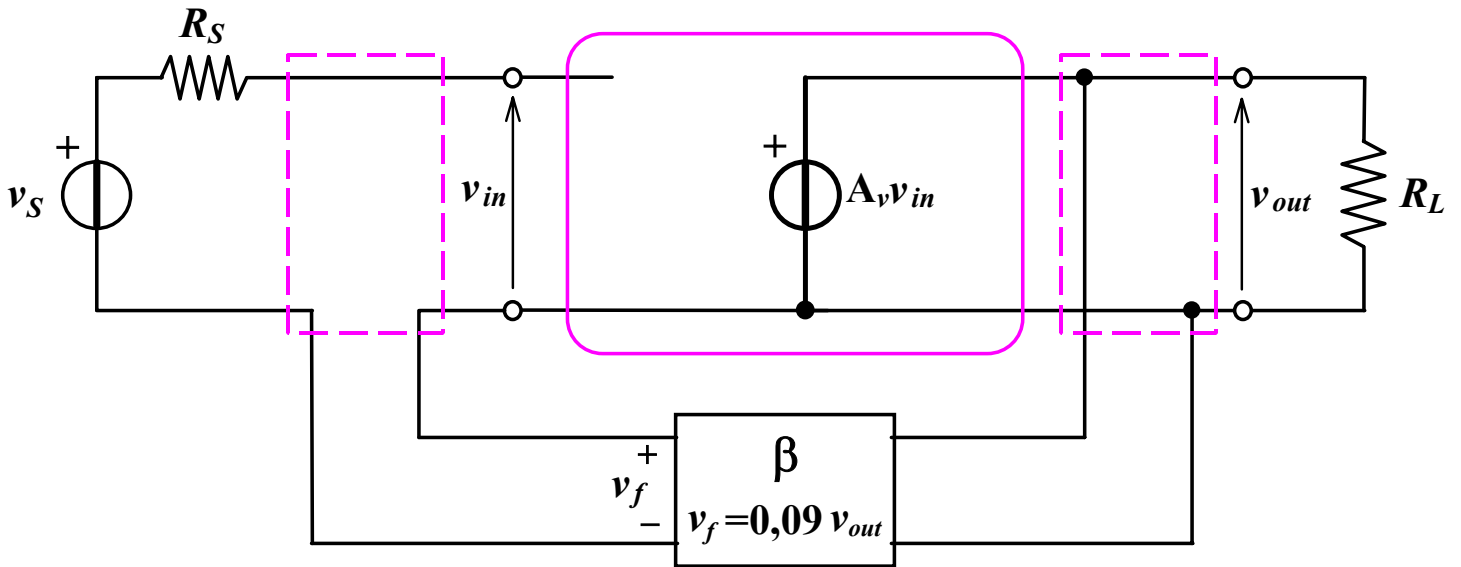 R_S
+
v_S
v_in
+
A_v v_in
v_out
R_L
β
+
v_f
−
v_f =0,09 v_out